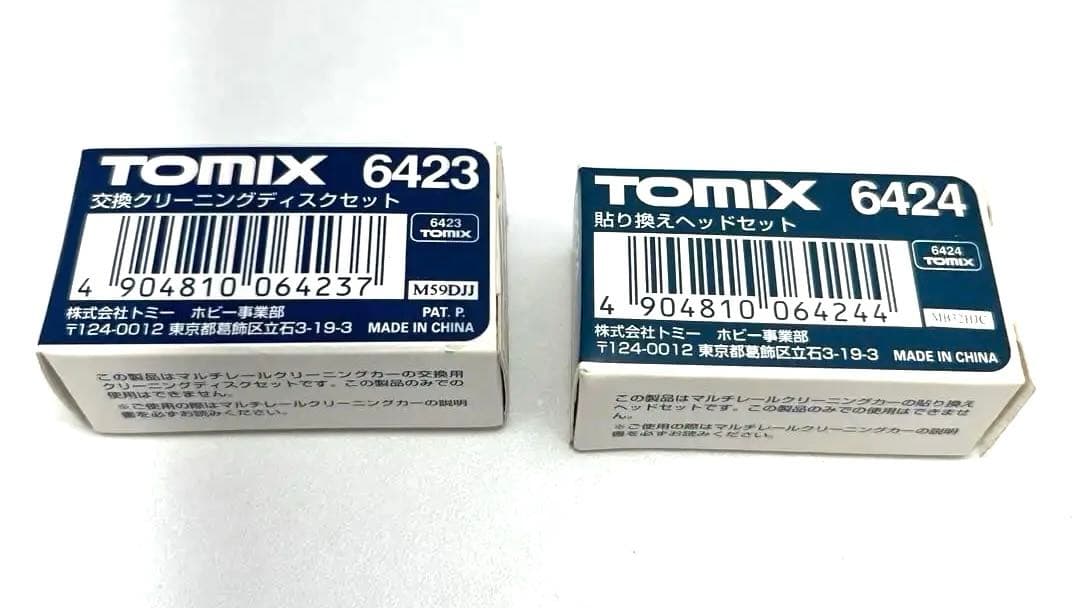 TOMIX 6423
交換クリーニングディスクセット
6423
TOMIX
4 904810 064237
M59DJJ
株式会社トミー ホビー事業部
PAT. P.
〒124-0012 東京都葛飾区立石3-19-3 MADE IN CHINA
この製品はマルチレールクリーニングカーの交換用
クリーニングディスクセットです。この製品のみでの
使用はできません。
※ご使用の際はマルチレールクリーニングカーの説明
書を必ずお読みください。
TOMIX 6424
貼り換えヘッドセット
6424
TOMIX
4 904810 064244
株式会社トミー ホビー事業部
〒124-0012 東京都葛飾区立石3-19-3 MADE IN CHINA
この製品はマルチレールクリーニングカーの貼り換え
ヘッドセットです。この製品のみでの使用はできませ
ん。
※ご使用の際はマルチレールクリーニングカーの説明
書を必ずお読みください。